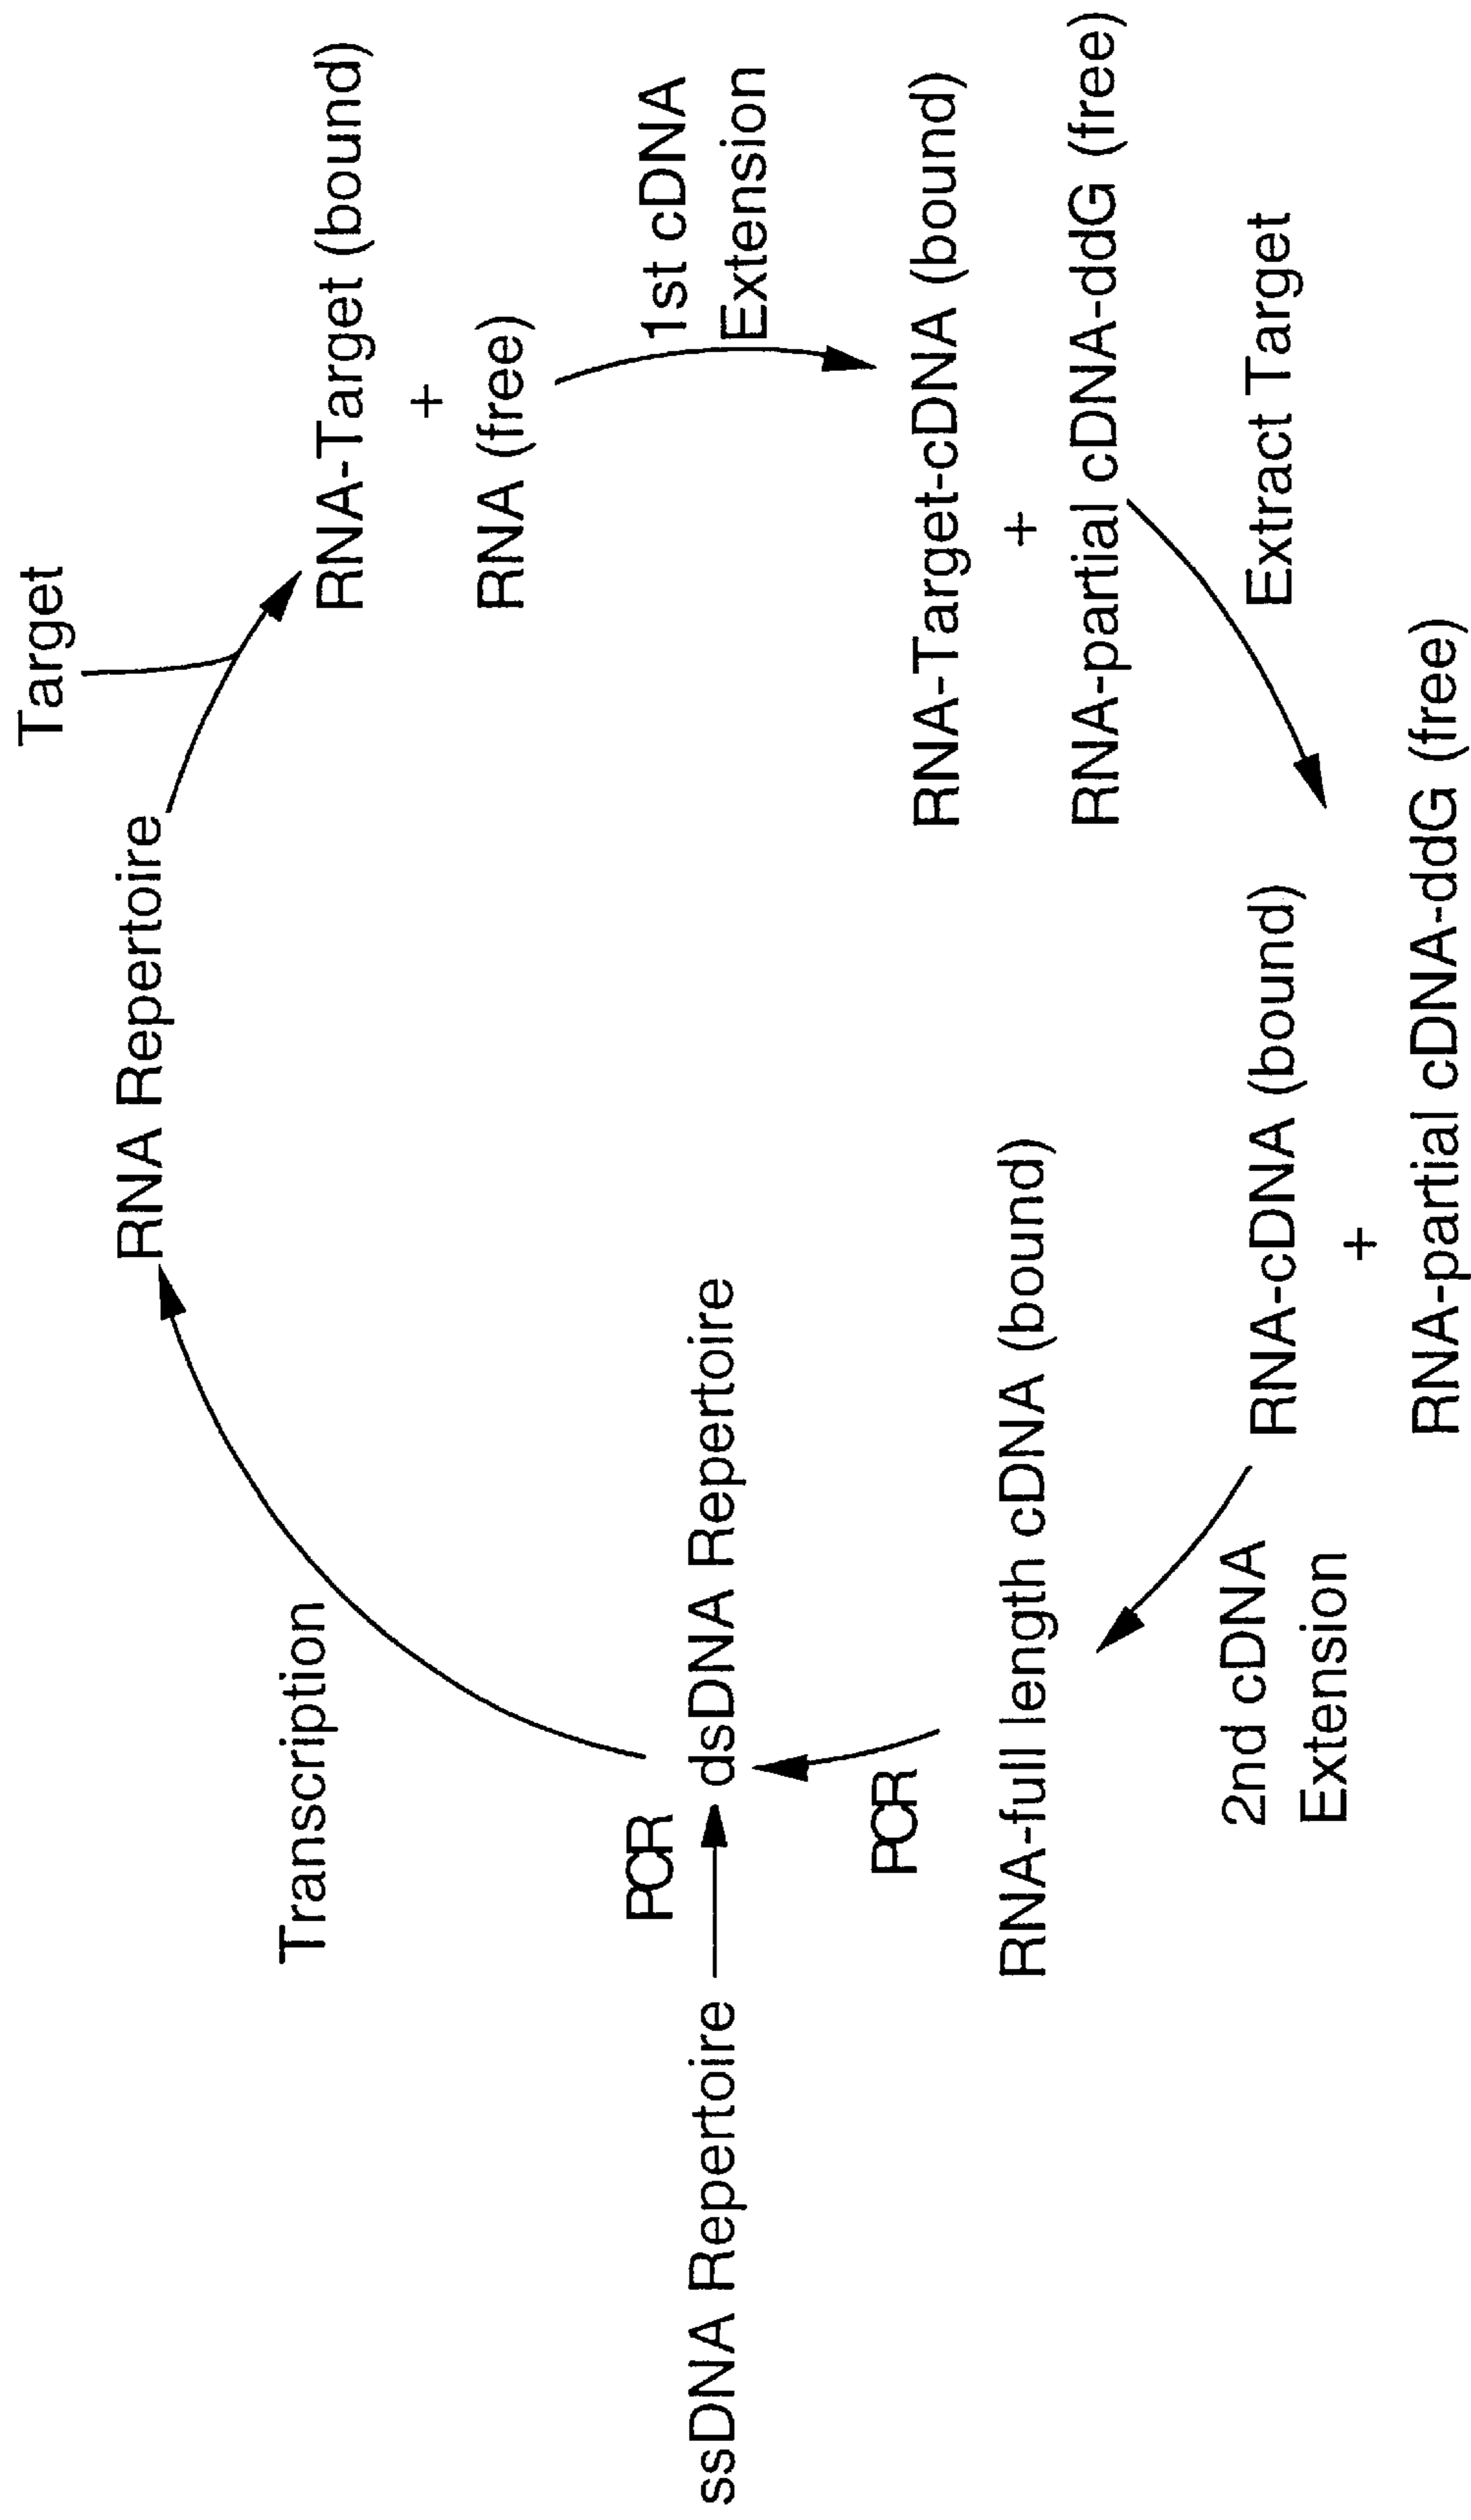 ssDNA Repertoire
PCR
dsDNA Repertoire
Transcription
RNA Repertoire
Target
RNA-Target (bound)
+
RNA (free)
1st cDNA
Extension
RNA-Target-cDNA (bound)
+
RNA-partial cDNA-ddG (free)
Extract Target
RNA-cDNA (bound)
+
RNA-partial cDNA-ddG (free)
2nd cDNA
Extension
RNA-full length cDNA (bound)
PCR